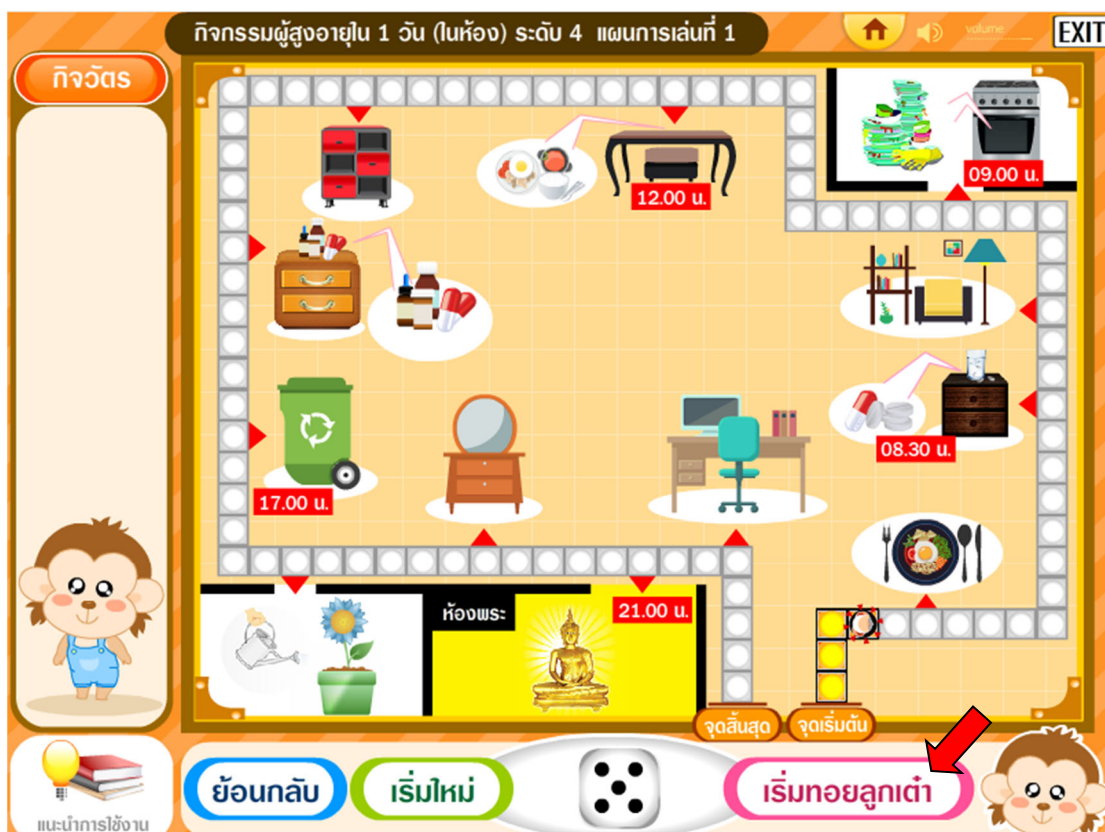 กิจกรรมผู้สูงอายุใน 1 วัน (ในห้อง) ระดับ 4 แผนการเล่นที่ 1
volume
EXIT
กิจวัตร
09.00 น.
12.00 น.
08.30 น.
17.00 น.
ห้องพระ
21.00 น.
จุดสิ้นสุด
จุดเริ่มต้น
ย้อนกลับ
เริ่มใหม่
เริ่มทอยลูกเต๋า
แนะนำการใช้งาน